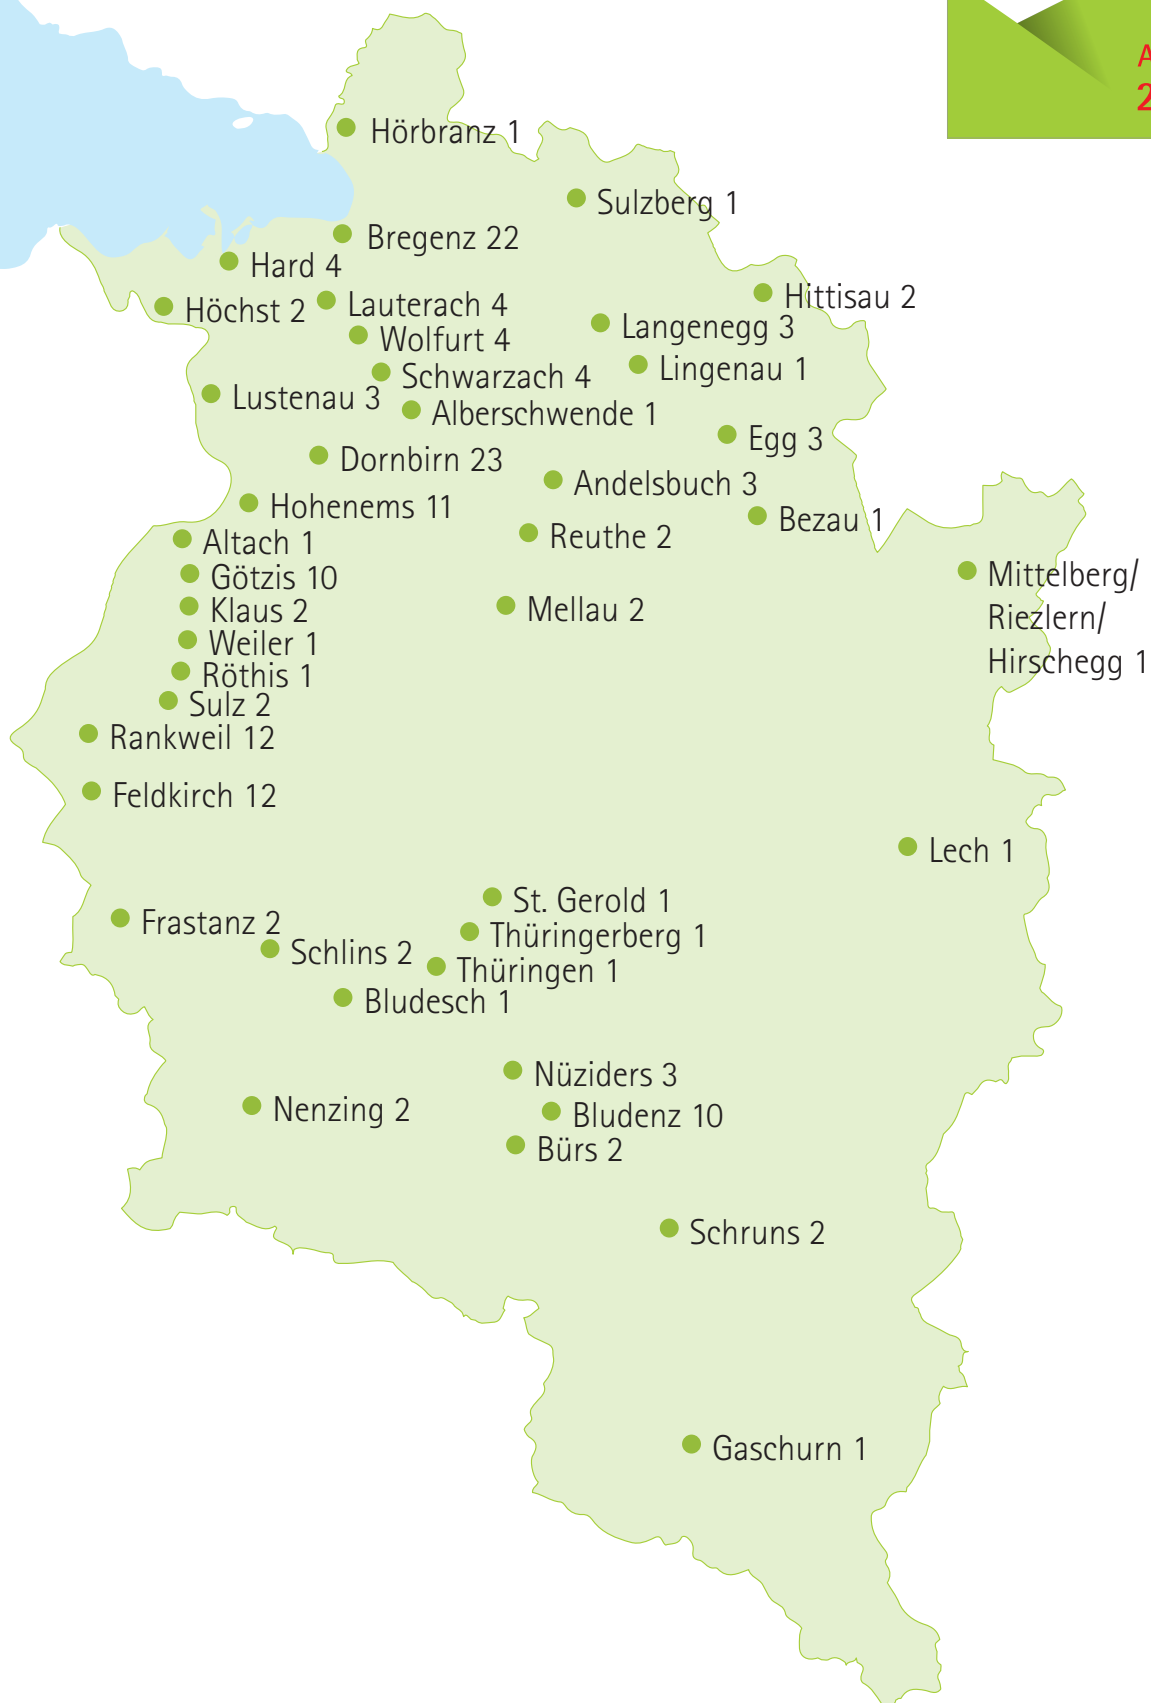 A
2
Hörbranz 1
Sulzberg 1
Bregenz 22
Hard 4
Hittisau 2
Höchst 2
Lauterach 4
Langenegg 3
Wolfurt 4
Lingenau 1
Schwarzach 4
Lustenau 3
Alberschwende 1
Egg 3
Dornbirn 23
Andelsbuch 3
Hohenems 11
Bezau 1
Reuthe 2
Altach 1
Götzis 10
Mittelberg/
Riezlern/
Hirschegg 1
Klaus 2
Mellau 2
Weiler 1
Röthis 1
Sulz 2
Rankweil 12
Feldkirch 12
Lech 1
St. Gerold 1
Frastanz 2
Thüringerberg 1
Schlins 2
Thüringen 1
Bludesch 1
Nüziders 3
Nenzing 2
Bludenz 10
Bürs 2
Schruns 2
Gaschurn 1